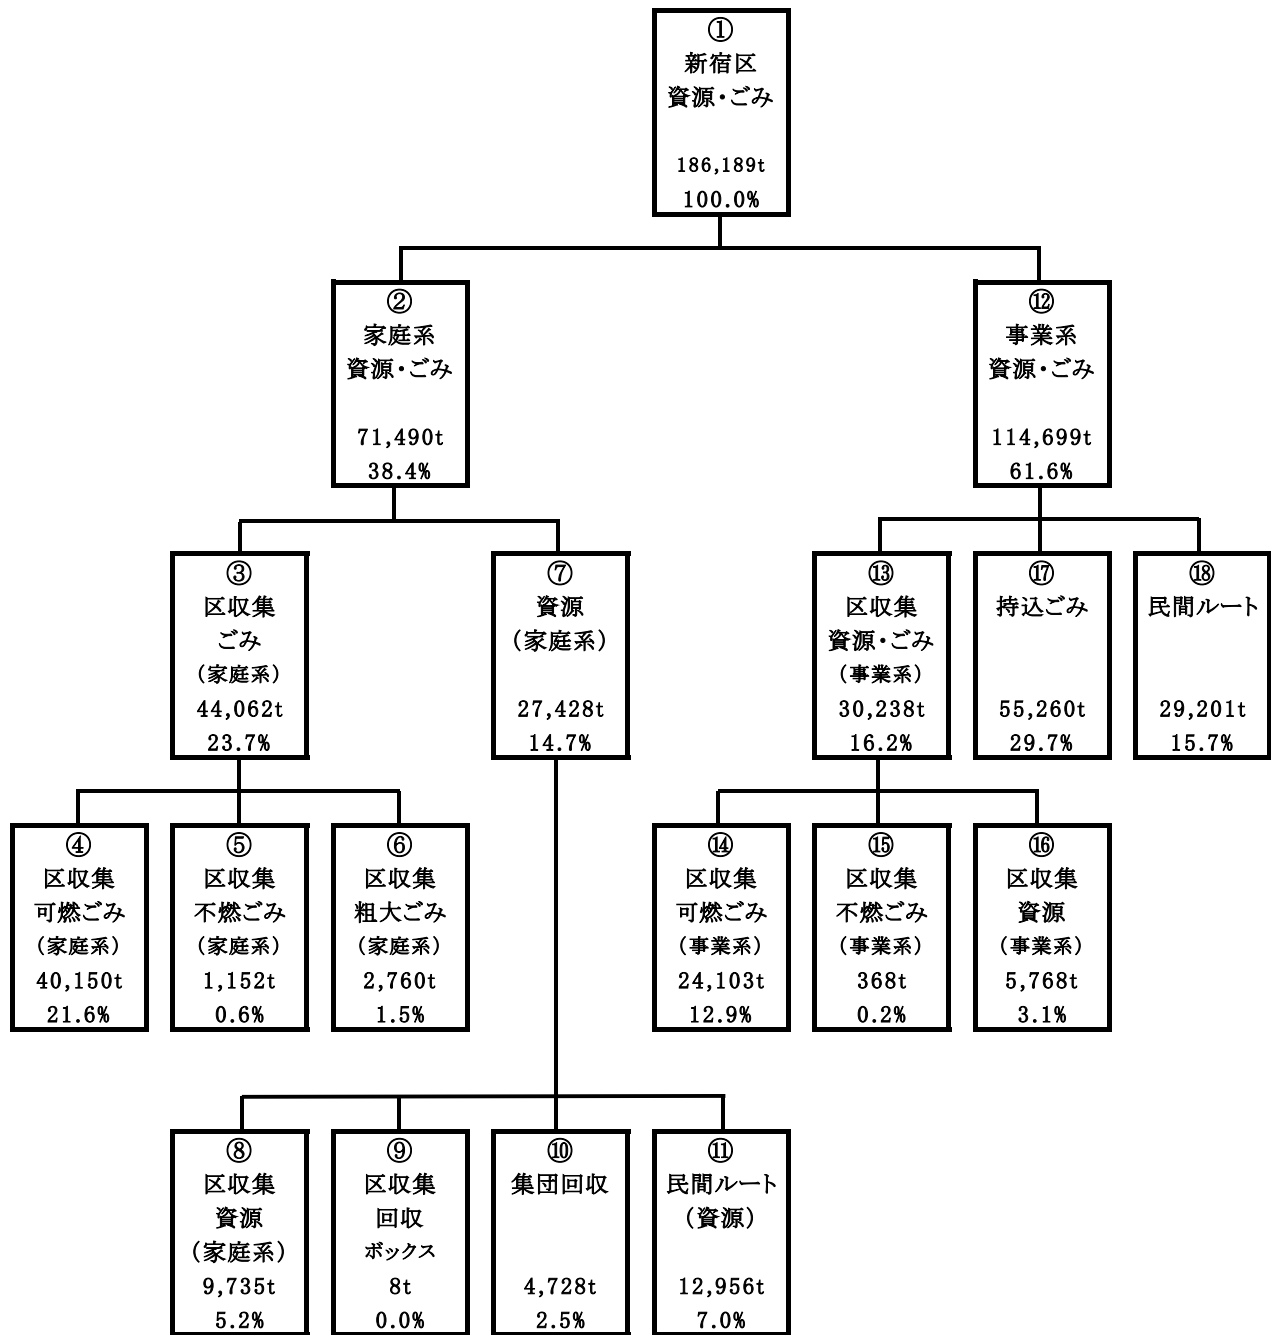 ①
新宿区
資源・ごみ
186,189t
100.0%
②
家庭系
資源・ごみ
71,490t
38.4%
⑫
事業系
資源・ごみ
114,699t
61.6%
③
区収集
ごみ
（家庭系）
44,062t
23.7%
⑦
資源
（家庭系）
27,428t
14.7%
⑬
区収集
資源・ごみ
（事業系）
30,238t
16.2%
⑰
持込ごみ
55,260t
29.7%
⑱
民間ルート
29,201t
15.7%
④
区収集
可燃ごみ
（家庭系）
40,150t
21.6%
⑤
区収集
不燃ごみ
（家庭系）
1,152t
0.6%
⑥
区収集
粗大ごみ
（家庭系）
2,760t
1.5%
⑭
区収集
可燃ごみ
（事業系）
24,103t
12.9%
⑮
区収集
不燃ごみ
（事業系）
368t
0.2%
⑯
区収集
資源
（事業系）
5,768t
3.1%
⑧
区収集
資源
（家庭系）
9,735t
5.2%
⑨
区収集
回収
ボックス
8t
0.0%
⑩
集団回収
4,728t
2.5%
⑪
民間ルート
（資源）
12,956t
7.0%